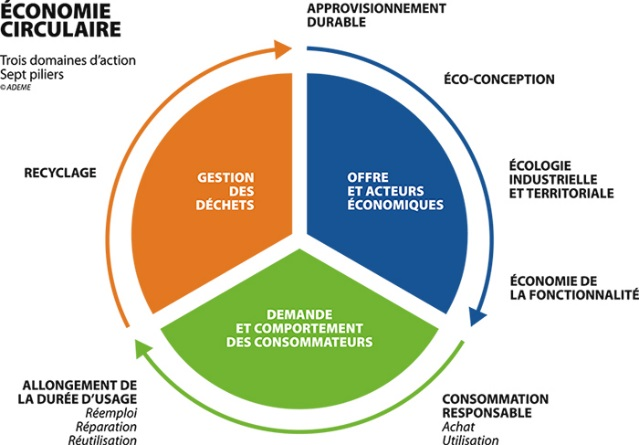 ÉCONOMIE
CIRCULAIRE
Trois domaines d'action
Sept piliers
© ADEME
APPROVISIONNEMENT
DURABLE
ÉCO-CONCEPTION
ÉCOLOGIE
INDUSTRIELLE
ET TERRITORIALE
ÉCONOMIE DE
LA FONCTIONNALITÉ
OFFRE
ET ACTEURS
ÉCONOMIQUES
CONSOMMATION
RESPONSABLE
Achat
Utilisation
DEMANDE
ET COMPORTEMENT
DES CONSOMMATEURS
ALLONGEMENT DE
LA DURÉE D'USAGE
Réemploi
Réparation
Réutilisation
RECYCLAGE
GESTION
DES
DÉCHETS